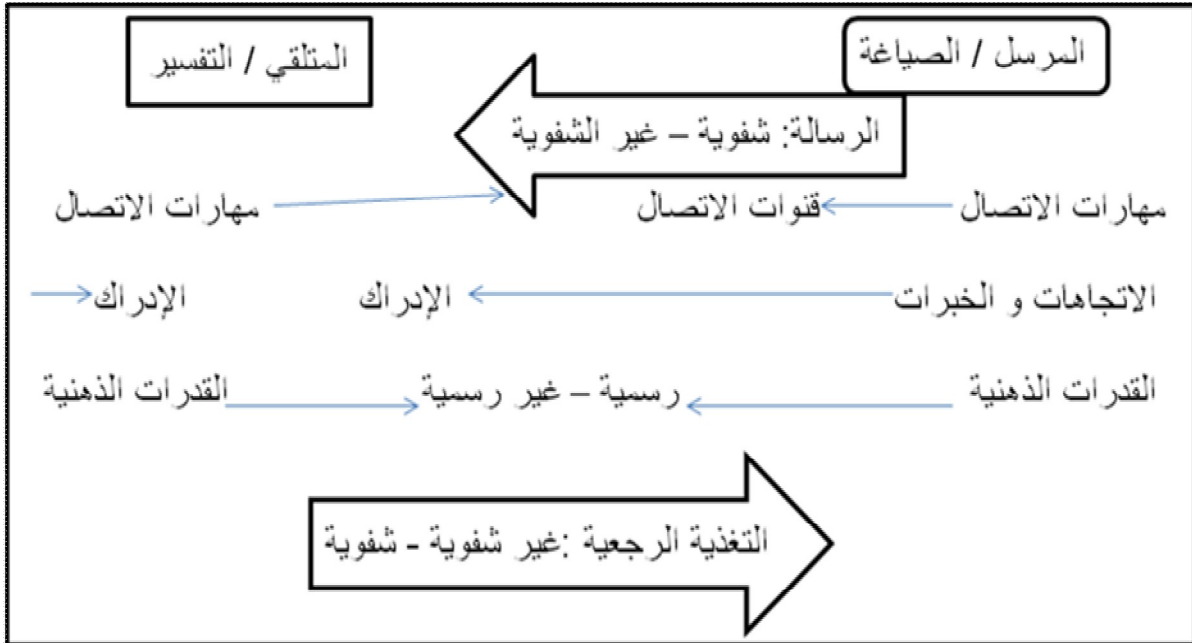 المرسل / الصياغة
المتلقي / التفسير
الرسالة: شفوية – غير الشفوية
مهارات الاتصال
قنوات الاتصال
مهارات الاتصال
الاتجاهات و الخبرات
الإدراك
الإدراك
القدرات الذهنية
رسمية – غير رسمية
القدرات الذهنية
التغذية الرجعية :غير شفوية - شفوية